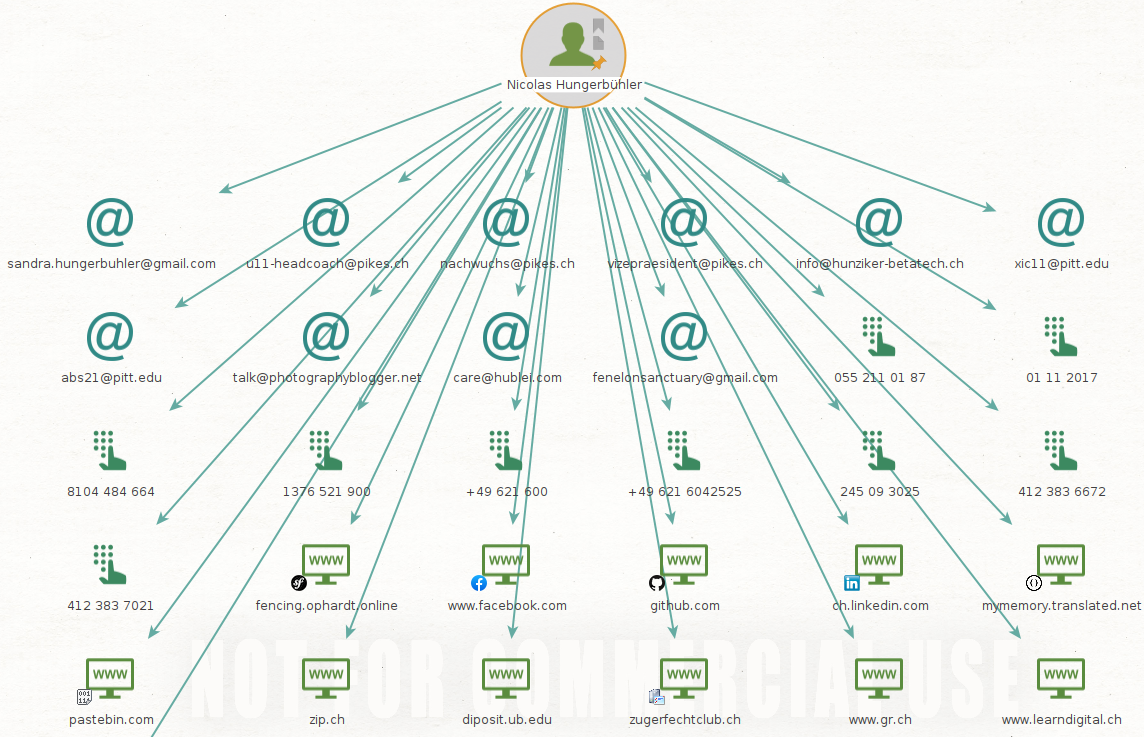 Nicolas Hungerbühler
sandra.hungerbuhler@gmail.com
u11-headcoach@pikes.ch
nachwuchs@pikes.ch
vizepraesident@pikes.ch
info@hunziker-betatech.ch
xic11@pitt.edu
abs21@pitt.edu
talk@photographyblogger.net
care@hublei.com
fenelonsanctuary@gmail.com
055 211 01 87
01 11 2017
8104 484 664
1376 521 900
+49 621 600
+49 621 6042525
245 09 3025
412 383 6672
412 383 7021
WWW
fencing.ophardt.online
WWW
www.facebook.com
WWW
github.com
WWW
in
ch.linkedin.com
WWW
mymemory.translated.net
WWW
pastebin.com
WWW
zip.ch
WWW
diposit.ub.edu
WWW
zugerfechtclub.ch
WWW
www.gr.ch
WWW
www.learndigital.ch
NOT FOR COMMERCIAL USE